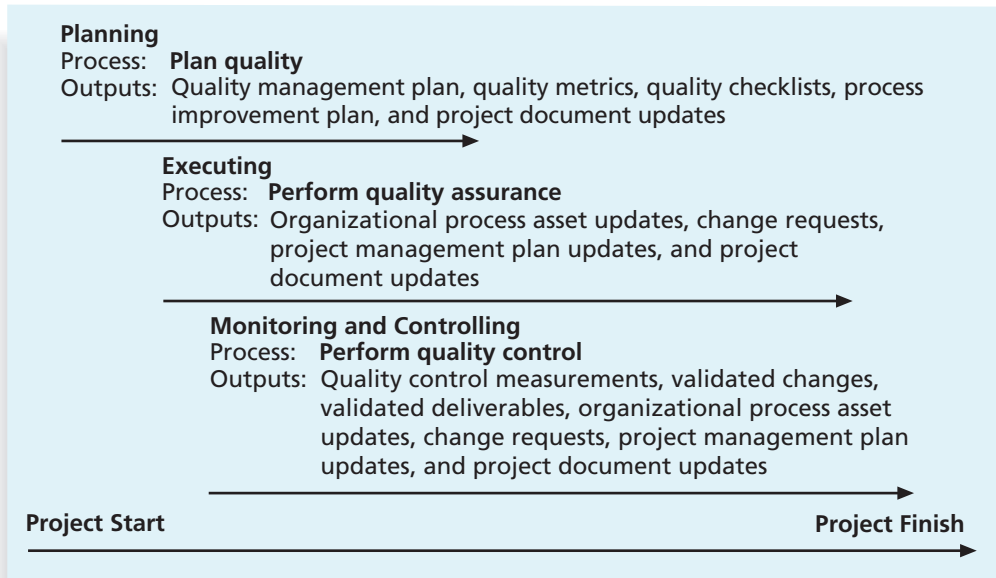 Planning
Process: Plan quality
Outputs: Quality management plan, quality metrics, quality checklists, process
improvement plan, and project document updates
Executing
Process: Perform quality assurance
Outputs: Organizational process asset updates, change requests,
project management plan updates, and project
document updates
Monitoring and Controlling
Process: Perform quality control
Outputs: Quality control measurements, validated changes,
validated deliverables, organizational process asset
updates, change requests, project management plan
updates, and project document updates
Project Start Project Finish